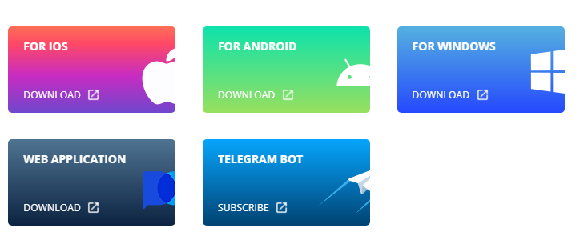 FOR IOS
DOWNLOAD
FOR ANDROID
DOWNLOAD
FOR WINDOWS
DOWNLOAD
WEB APPLICATION
DOWNLOAD
TELEGRAM BOT
SUBSCRIBE